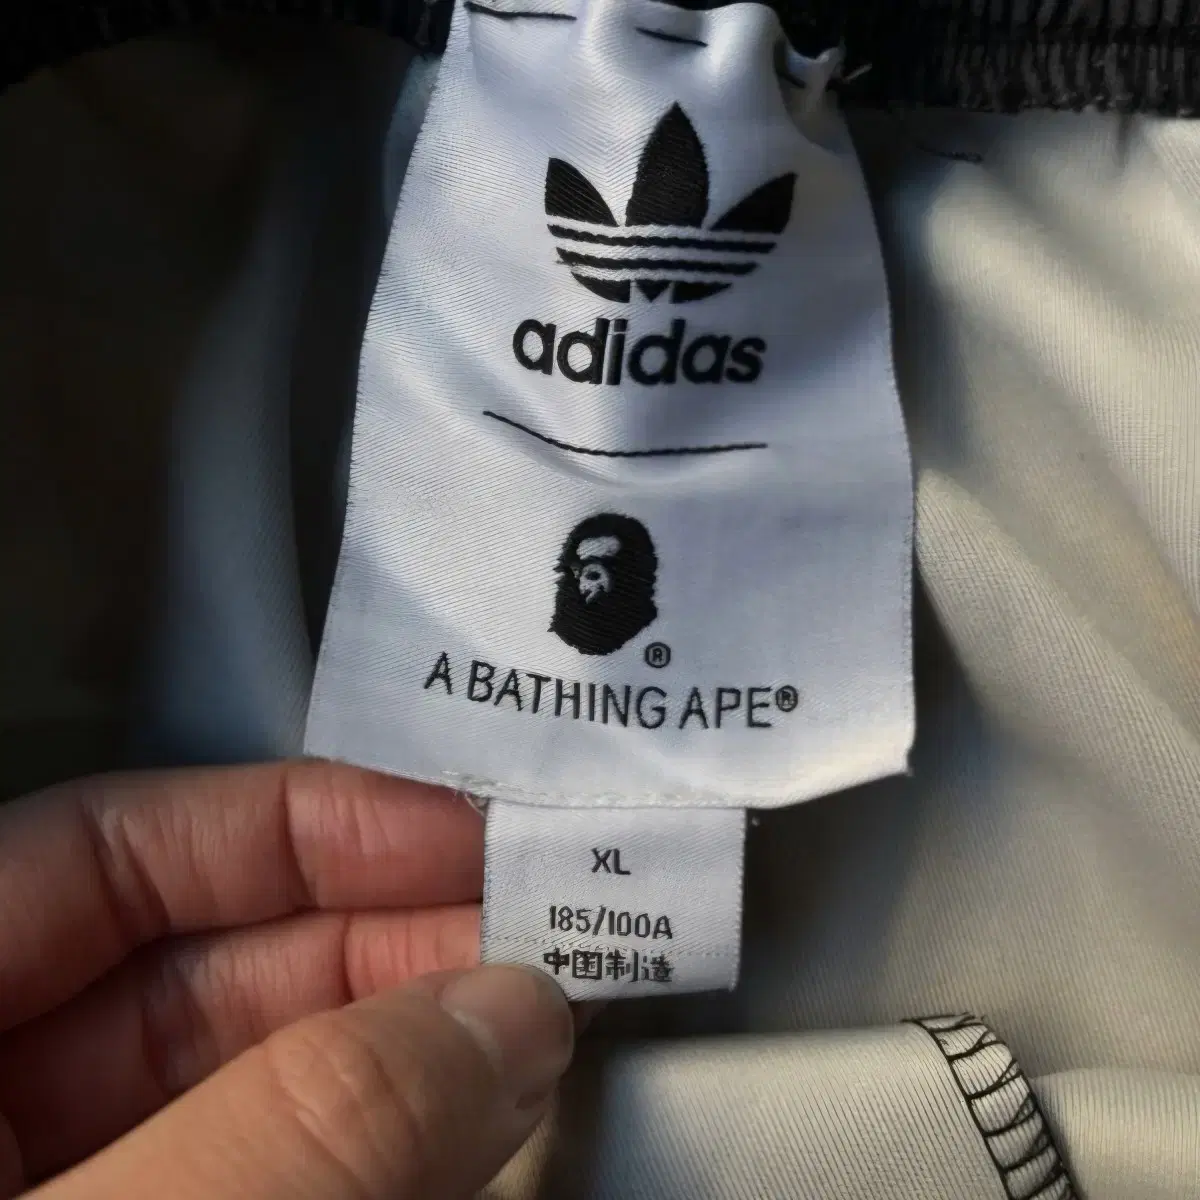 adidas
®
A BATHING APE®
XL
185/100A
中国制造